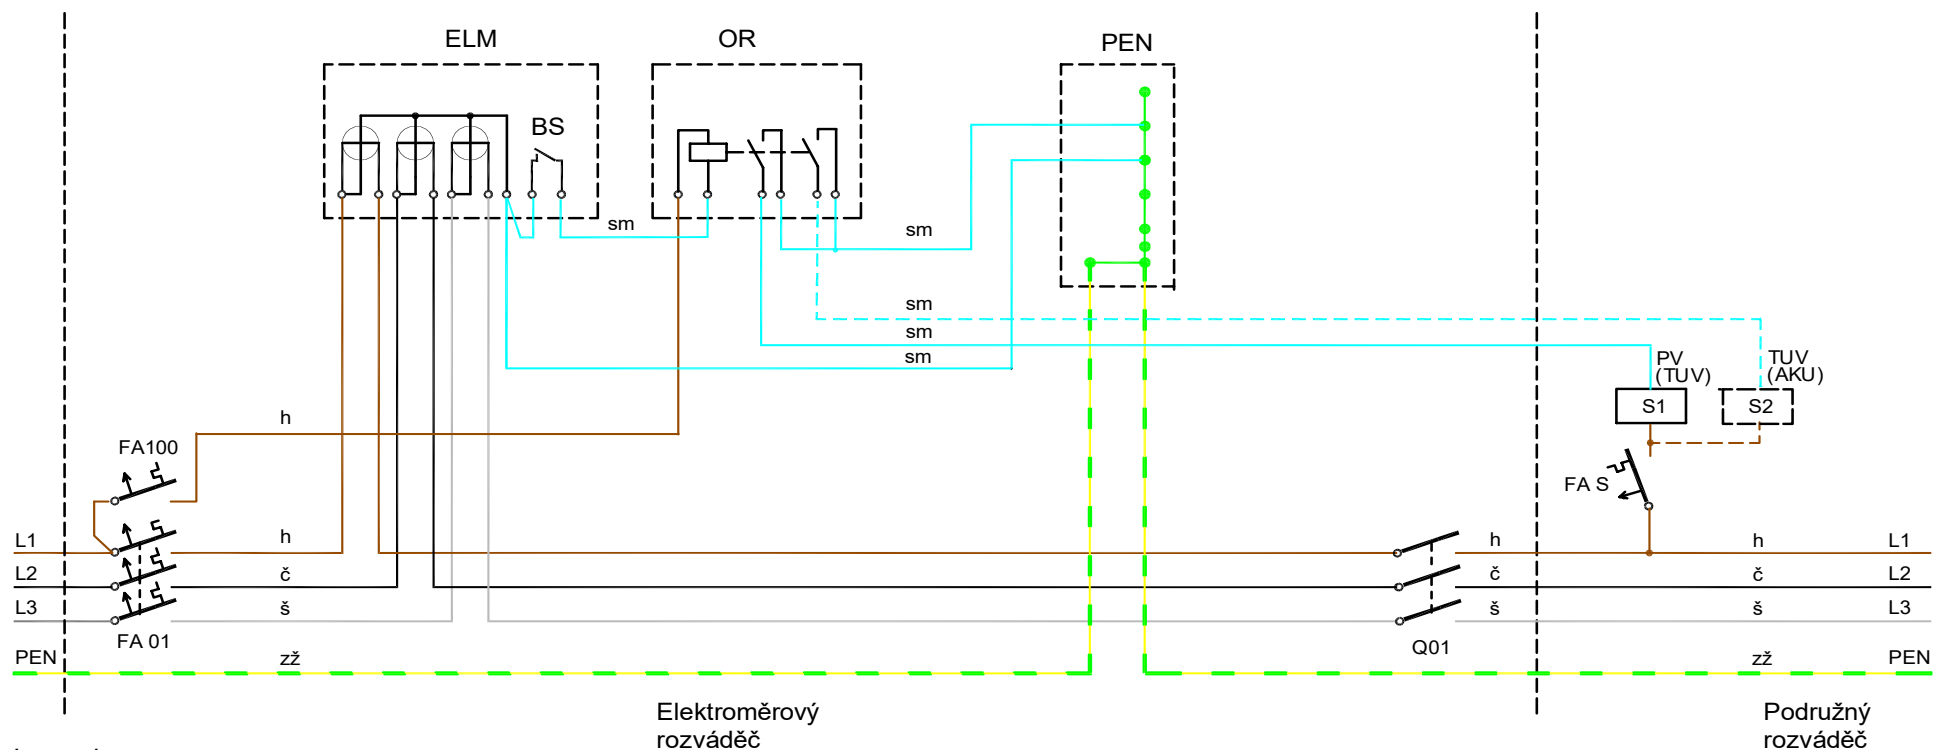 ELM
OR
PEN
BS
sm
sm
sm
sm
sm
PV
(TUV)
TUV
(AKU)
S1
S2
h
FA100
FA S
L1
h
h
h
L1
L2
č
č
č
L2
L3
š
š
š
L3
FA 01
Q01
PEN
zž
zž
PEN
Elektroměrový
rozváděč
Podružný
rozváděč